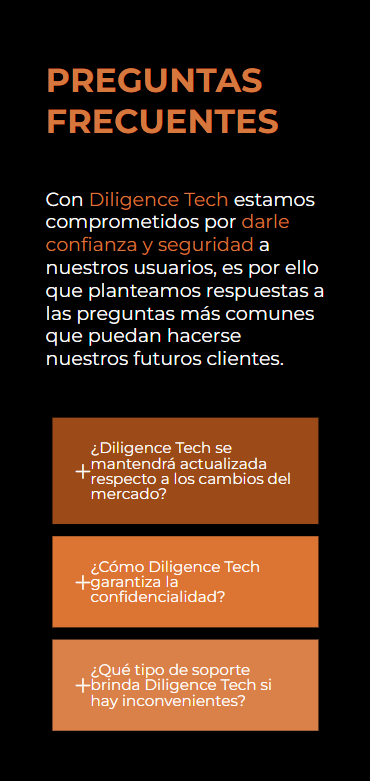 PREGUNTAS
FRECUENTES
Con Diligence Tech estamos
comprometidos por darle
confianza y seguridad a
nuestros usuarios, es por ello
que planteamos respuestas a
las preguntas más comunes
que puedan hacerse
nuestros futuros clientes.
¿Diligence Tech se
mantendrá actualizada
respecto a los cambios del
mercado?
¿Cómo Diligence Tech
garantiza la
confidencialidad?
¿Qué tipo de soporte
brinda Diligence Tech si
hay inconvenientes?